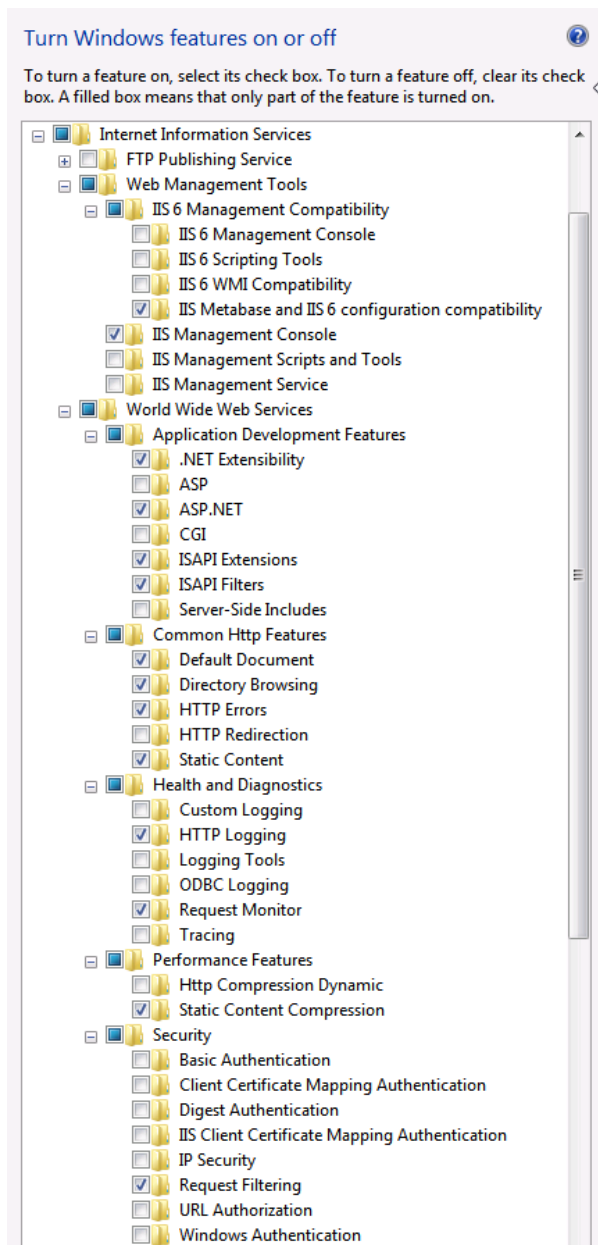 Turn Windows features on or off
To turn a feature on, select its check box. To turn a feature off, clear its check
box. A filled box means that only part of the feature is turned on.
Internet Information Services
FTP Publishing Service
Web Management Tools
IIS 6 Management Compatibility
IIS 6 Management Console
IIS 6 Scripting Tools
IIS 6 WMI Compatibility
IIS Metabase and IIS 6 configuration compatibility
IIS Management Console
IIS Management Scripts and Tools
IIS Management Service
World Wide Web Services
Application Development Features
.NET Extensibility
ASP
ASP.NET
CGI
ISAPI Extensions
ISAPI Filters
Server-Side Includes
Common Http Features
Default Document
Directory Browsing
HTTP Errors
HTTP Redirection
Static Content
Health and Diagnostics
Custom Logging
HTTP Logging
Logging Tools
ODBC Logging
Request Monitor
Tracing
Performance Features
Http Compression Dynamic
Static Content Compression
Security
Basic Authentication
Client Certificate Mapping Authentication
Digest Authentication
IIS Client Certificate Mapping Authentication
IP Security
Request Filtering
URL Authorization
Windows Authentication